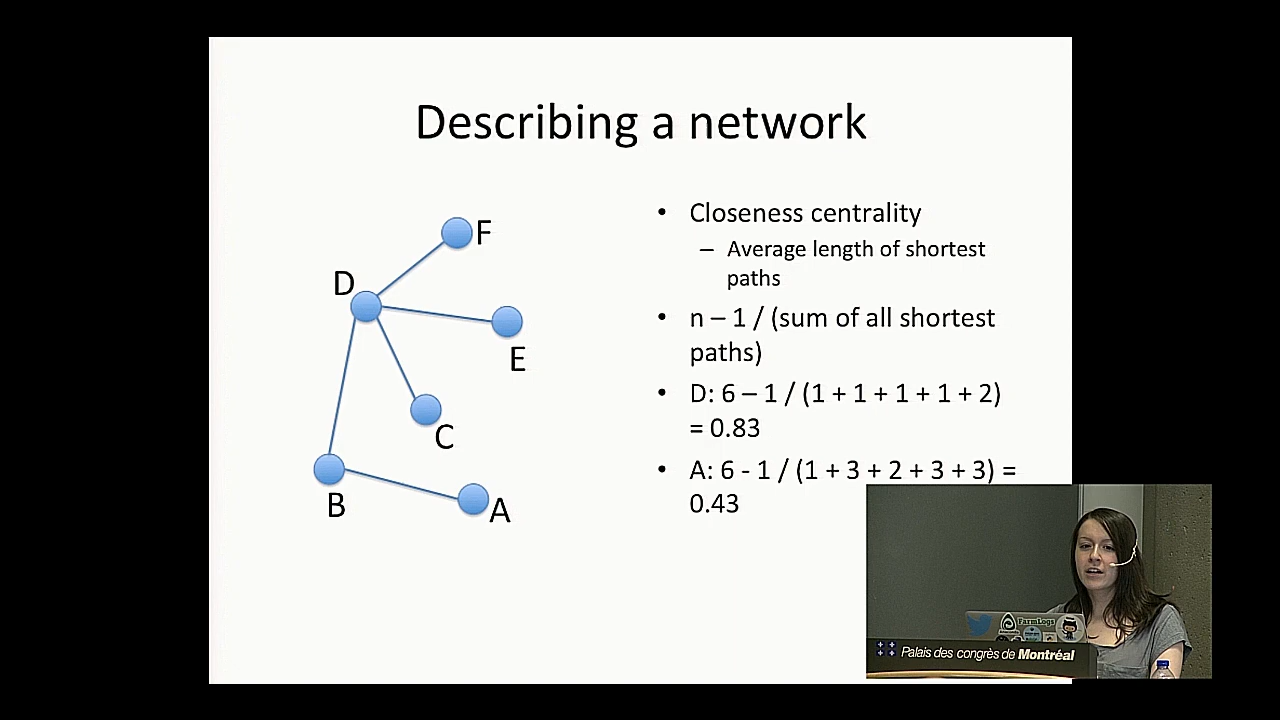 Describing a network
F
D
E
C
B
A
• Closeness centrality
– Average length of shortest
paths
• n – 1 / (sum of all shortest
paths)
• D: 6 – 1 / (1 + 1 + 1 + 1 + 2)
= 0.83
• A: 6 - 1 / (1 + 3 + 2 + 3 + 3) =
0.43
FarmLogs
Palais des congrès de Montréal